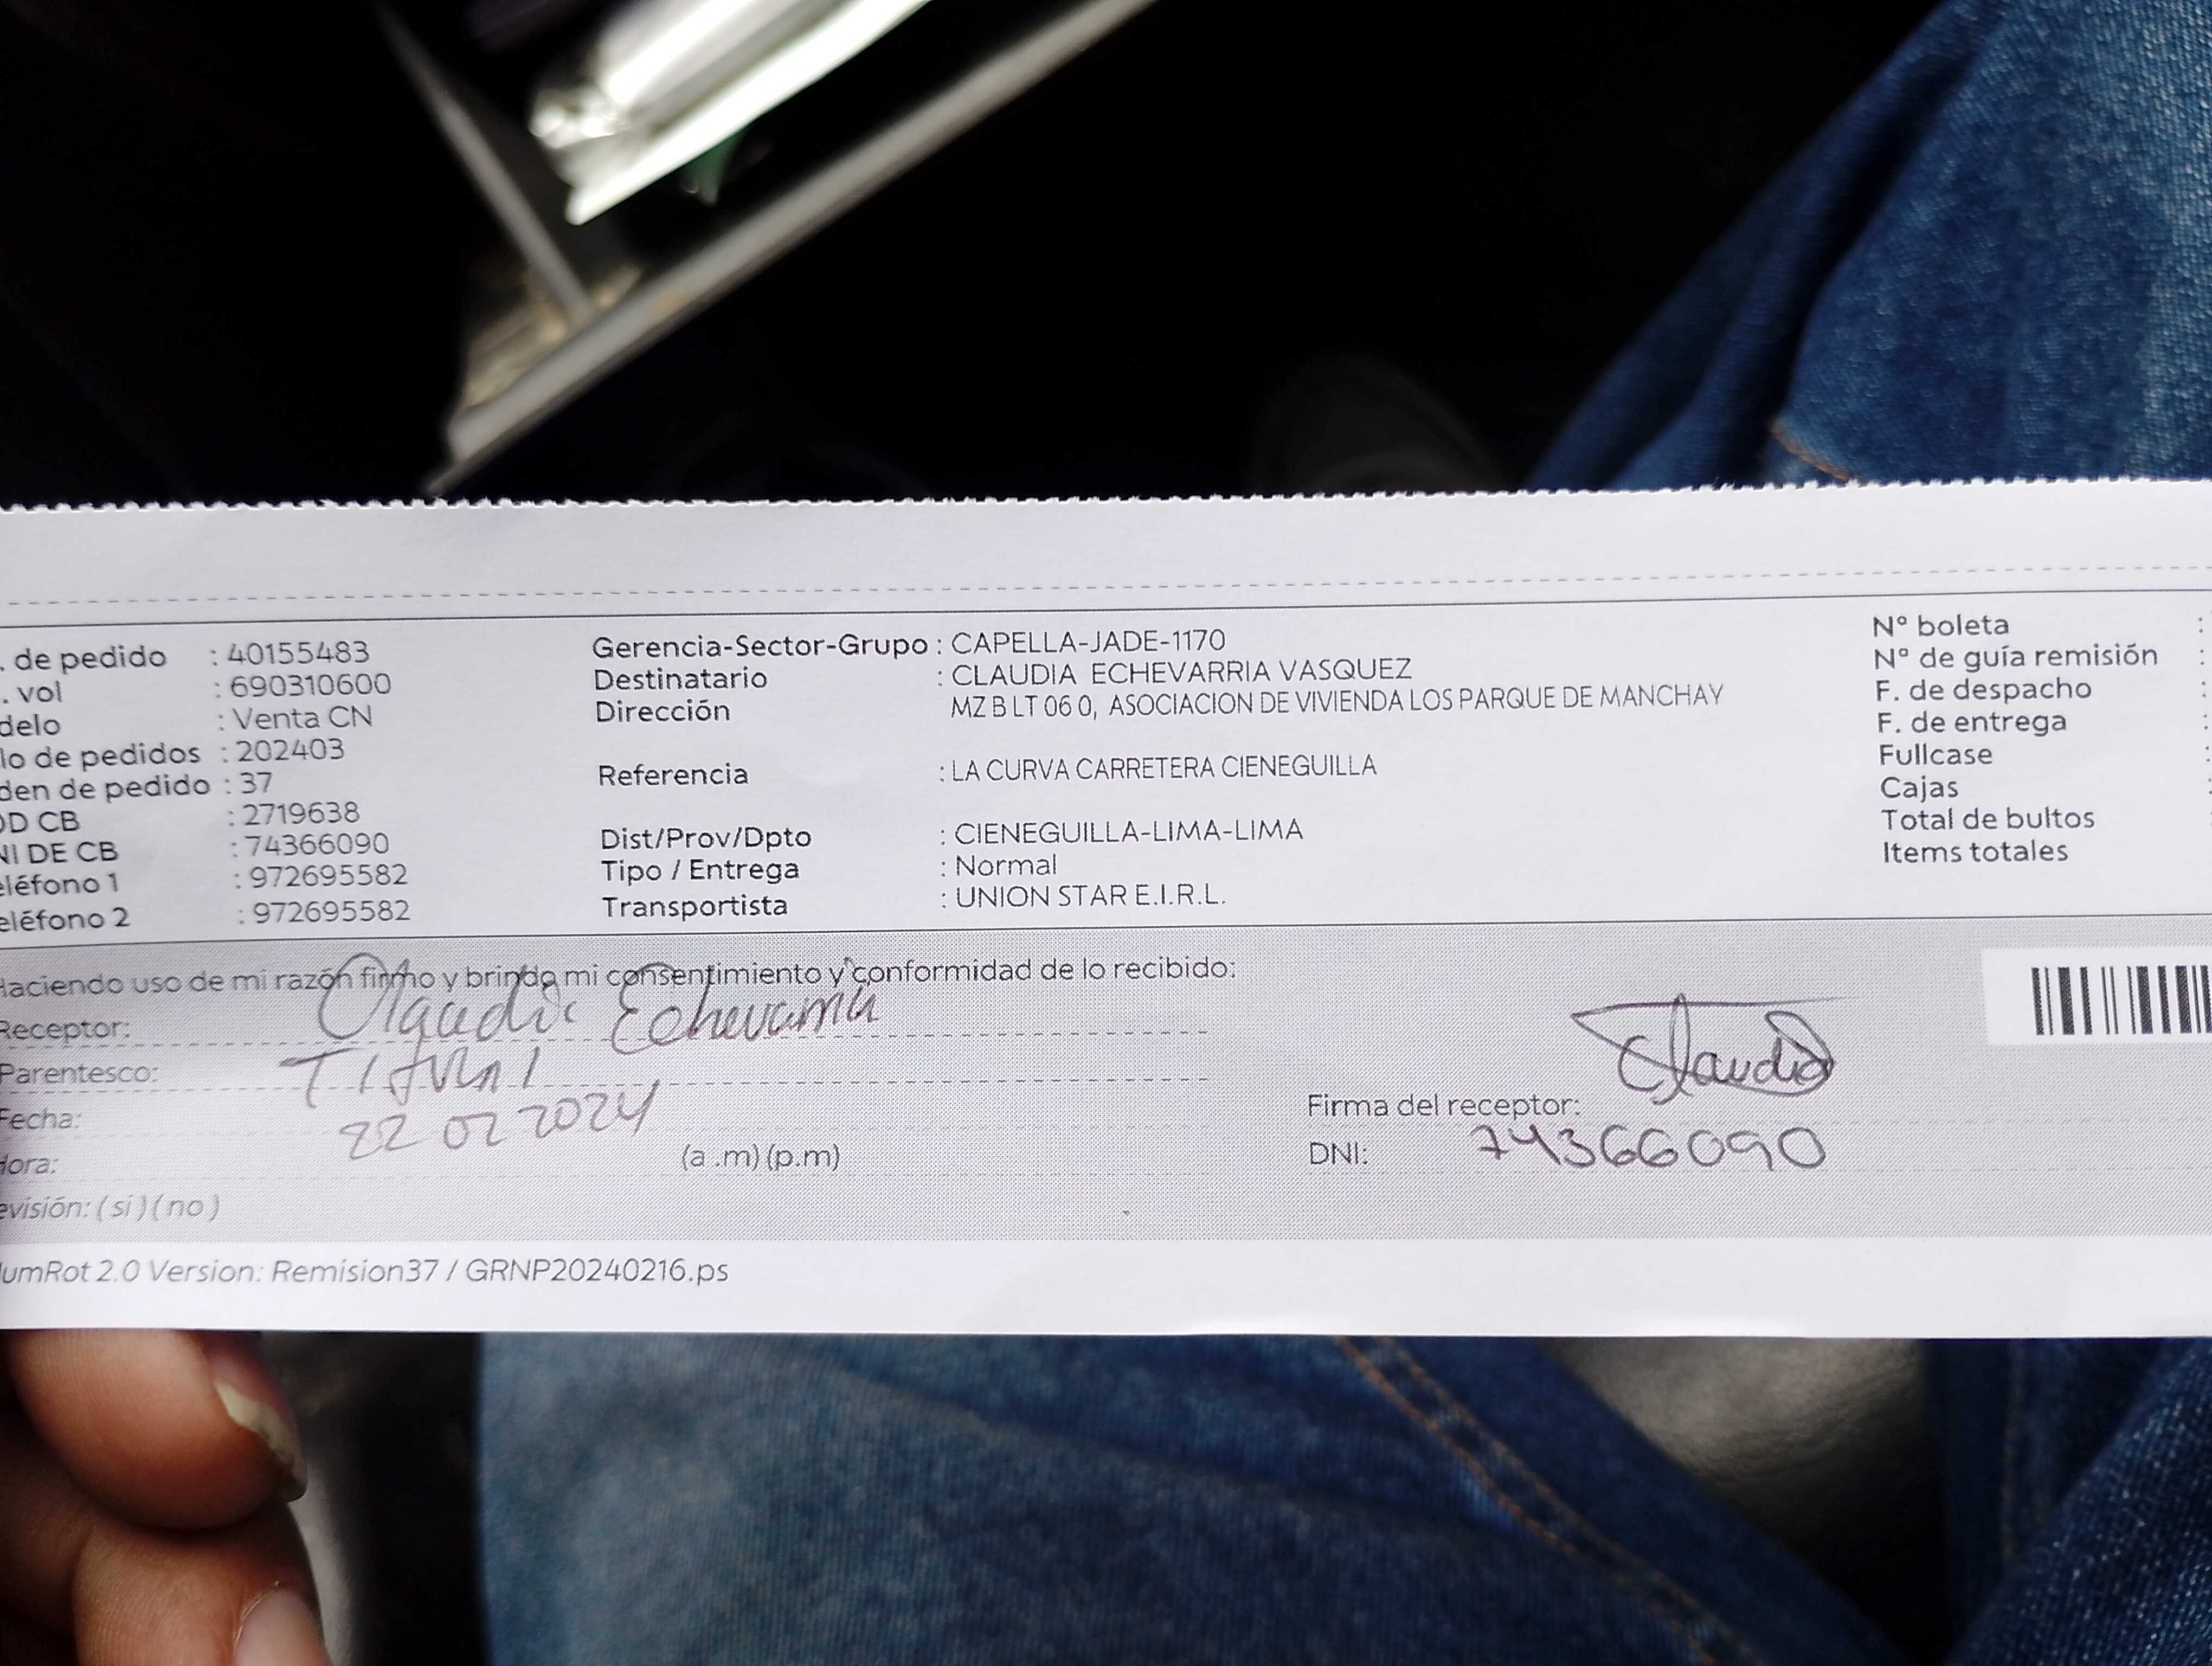 . de pedido : 40155483
. vol : 690310600
delo : Venta CN
lo de pedidos : 202403
den de pedido : 37
OD CB : 2719638
NI DE CB : 74366090
eléfono 1 : 972695582
eléfono 2 : 972695582
Gerencia-Sector-Grupo : CAPELLA-JADE-1170
Destinatario : CLAUDIA ECHEVARRIA VASQUEZ
Dirección MZ B LT 06 0, ASOCIACION DE VIVIENDA LOS PARQUE DE MANCHAY
Referencia : LA CURVA CARRETERA CIENEGUILLA
Dist/Prov/Dpto : CIENEGUILLA-LIMA-LIMA
Tipo / Entrega : Normal
Transportista : UNION STAR E.I.R.L.
Nº boleta :
Nº de guía remisión :
F. de despacho :
F. de entrega :
Fullcase :
Cajas :
Total de bultos :
Items totales
Haciendo uso de mi razón firmo y brindo mi consentimiento y conformidad de lo recibido:
Receptor: Claudia Echevarria
Parentesco: TITULAR
Fecha: 22 02 2024
Hora: (a .m) (p.m)
evisión: ( si ) ( no )
Claudia
Firma del receptor:
DNI: 74366090
umRot 2.0 Version: Remision37 / GRNP20240216.ps